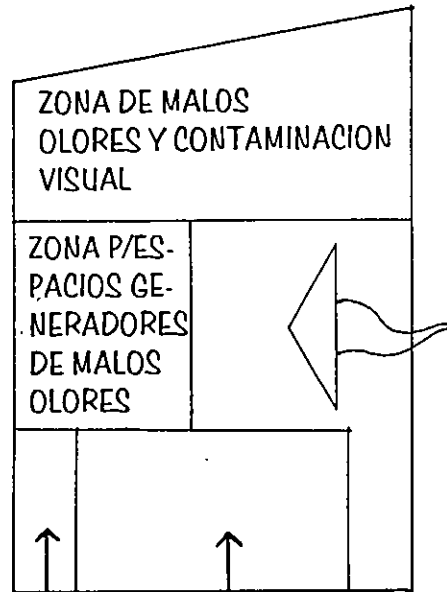 ZONA DE MALOS
OLORES Y CONTAMINACION
VISUAL
ZONA P/ES-
PACIOS GE-
NERADORES
DE MALOS
OLORES